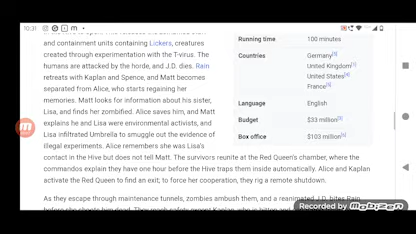 10:31
and containment units containing Lickers, creatures
created through experimentation with the T-virus. The
humans are attacked by the horde, and J.D. dies. Rain
retreats with Kaplan and Spence, and Matt becomes
separated from Alice, who starts regaining her
memories. Matt looks for information about his sister,
Lisa, and finds her zombified. Alice saves him, and Matt
explains he and Lisa were environmental activists, and
Lisa infiltrated Umbrella to smuggle out the evidence of
illegal experiments. Alice remembers she was Lisa's
contact in the Hive but does not tell Matt. The survivors reunite at the Red Queen's chamber, where the
commandos explain they have one hour before the Hive traps them inside automatically. Alice and Kaplan
activate the Red Queen to find an exit; to force her cooperation, they rig a remote shutdown.
As they escape through maintenance tunnels, zombies ambush them, and a reanimated J.D. bites Rain
Running time 100 minutes
Countries Germany
United Kingdom
United States
France
Language English
Budget $33 million
Box office $103 million
Recorded by Mobizen